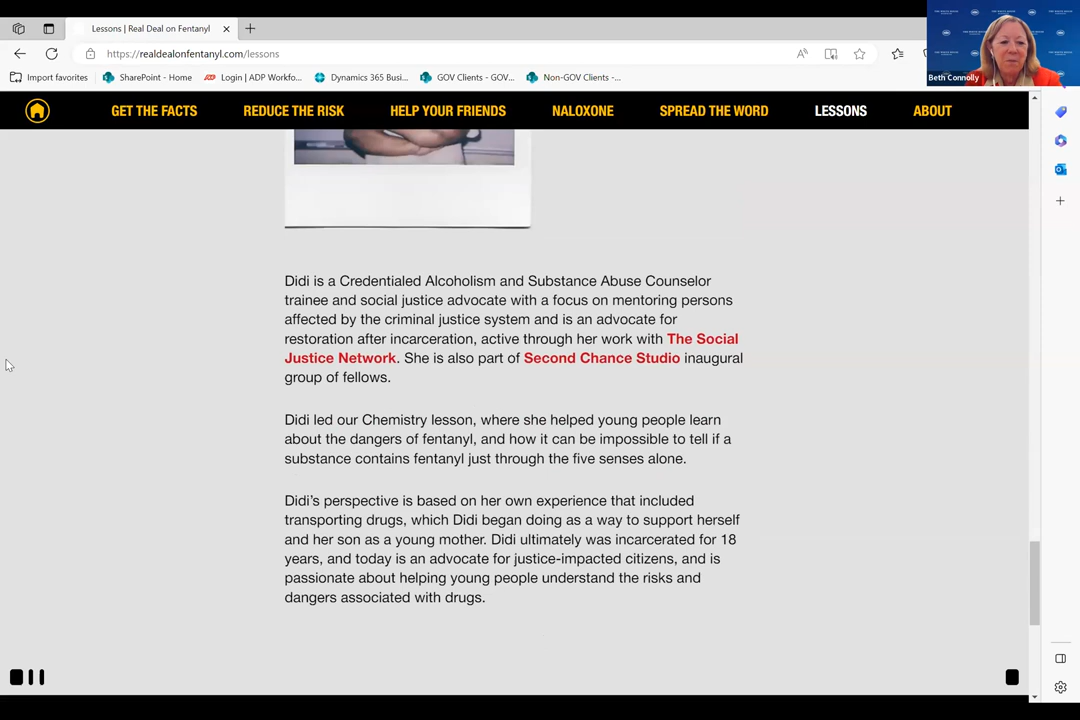 Lessons | Real Deal on Fentanyl
https://realdealonfentanyl.com/lessons
Import favorites
SharePoint - Home
Login | ADP Workfo...
Dynamics 365 Busi...
GOV Clients - GOV...
Non-GOV Clients -...
Beth Connolly
GET THE FACTS
REDUCE THE RISK
HELP YOUR FRIENDS
NALOXONE
SPREAD THE WORD
LESSONS
ABOUT
Didi is a Credentialed Alcoholism and Substance Abuse Counselor
trainee and social justice advocate with a focus on mentoring persons
affected by the criminal justice system and is an advocate for
restoration after incarceration, active through her work with The Social
Justice Network. She is also part of Second Chance Studio inaugural
group of fellows.
Didi led our Chemistry lesson, where she helped young people learn
about the dangers of fentanyl, and how it can be impossible to tell if a
substance contains fentanyl just through the five senses alone.
Didi’s perspective is based on her own experience that included
transporting drugs, which Didi began doing as a way to support herself
and her son as a young mother. Didi ultimately was incarcerated for 18
years, and today is an advocate for justice-impacted citizens, and is
passionate about helping young people understand the risks and
dangers associated with drugs.